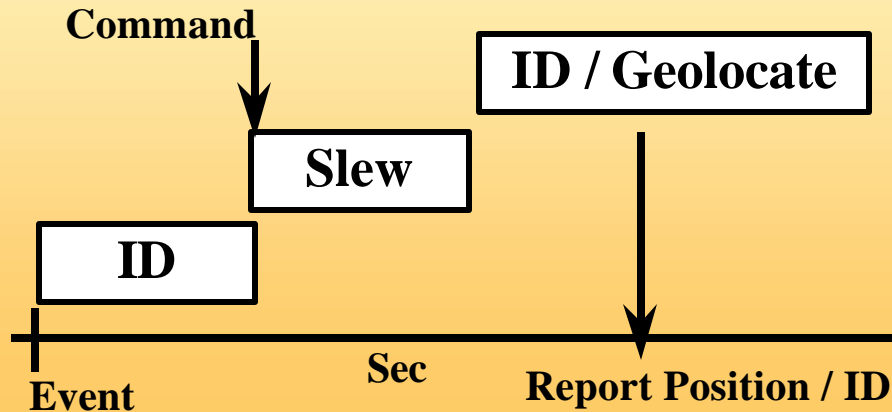 Command
ID / Geolocate
Slew
ID
Sec
Event
Report Position / ID